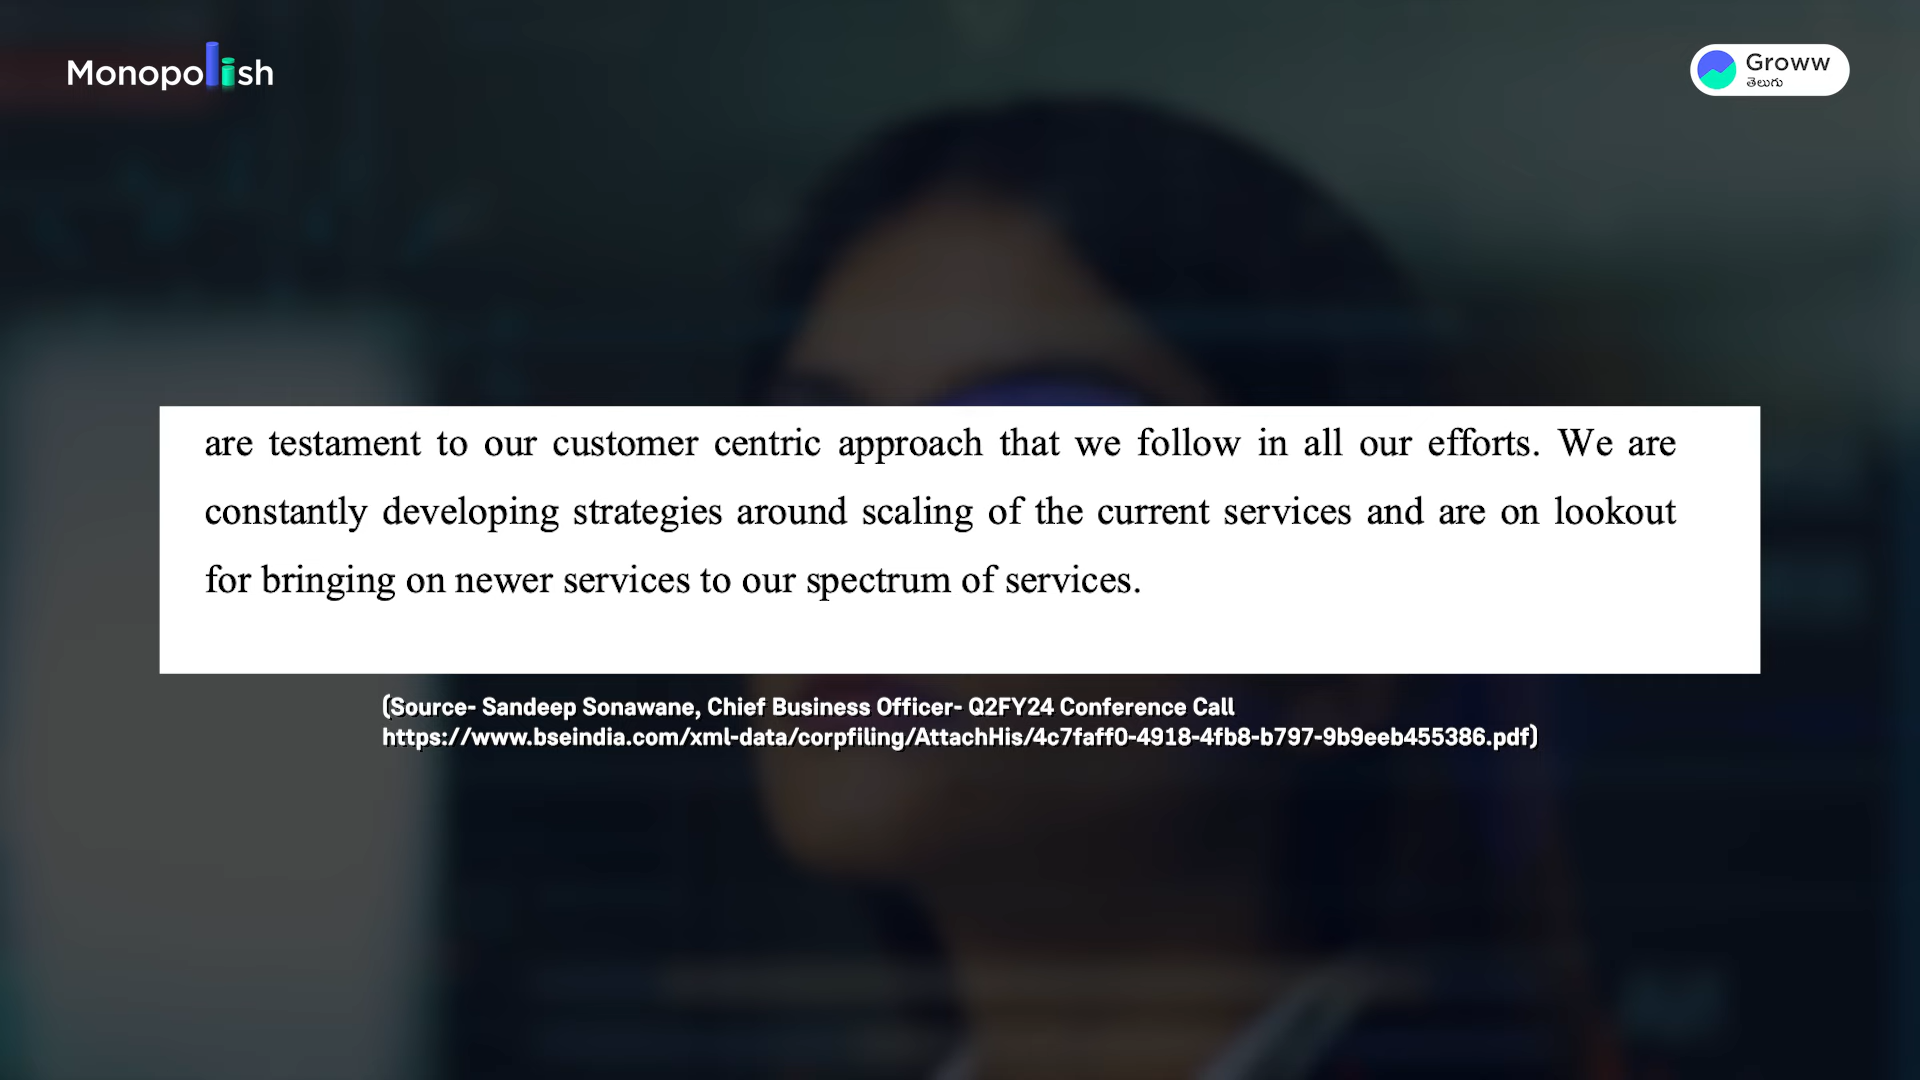 Monopolish
Groww
తెలుగు
are testament to our customer centric approach that we follow in all our efforts. We are
constantly developing strategies around scaling of the current services and are on lookout
for bringing on newer services to our spectrum of services.
(Source- Sandeep Sonawane, Chief Business Officer- Q2FY24 Conference Call
https://www.bseindia.com/xml-data/corpfiling/AttachHis/4c7faff0-4918-4fb8-b797-9b9eeb455386.pdf)